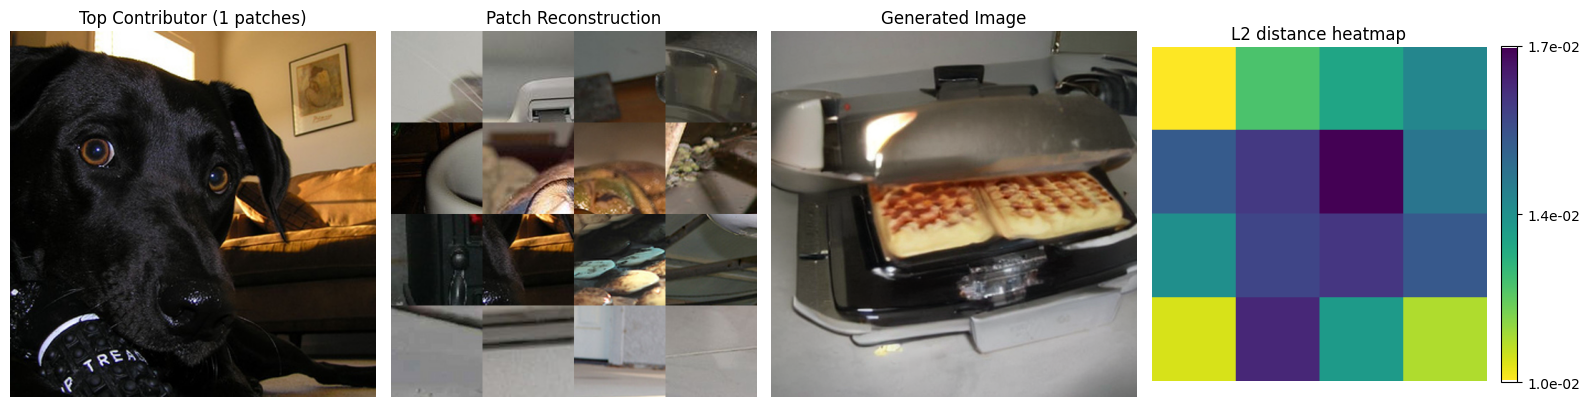 Top Contributor (1 patches)
Patch Reconstruction
Generated Image
L2 distance heatmap
1.7e-02
1.4e-02
1.0e-02
TREA